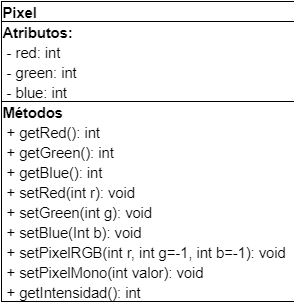 Pixel
Atributos:
- red: int
- green: int
- blue: int
Métodos
+ getRed(): int
+ getGreen(): int
+ getBlue(): int
+ setRed(int r): void
+ setGreen(int g): void
+ setBlue(Int b): void
+ setPixelRGB(int r, int g=-1, int b=-1): void
+ setPixelMono(int valor): void
+ getIntensidad(): int